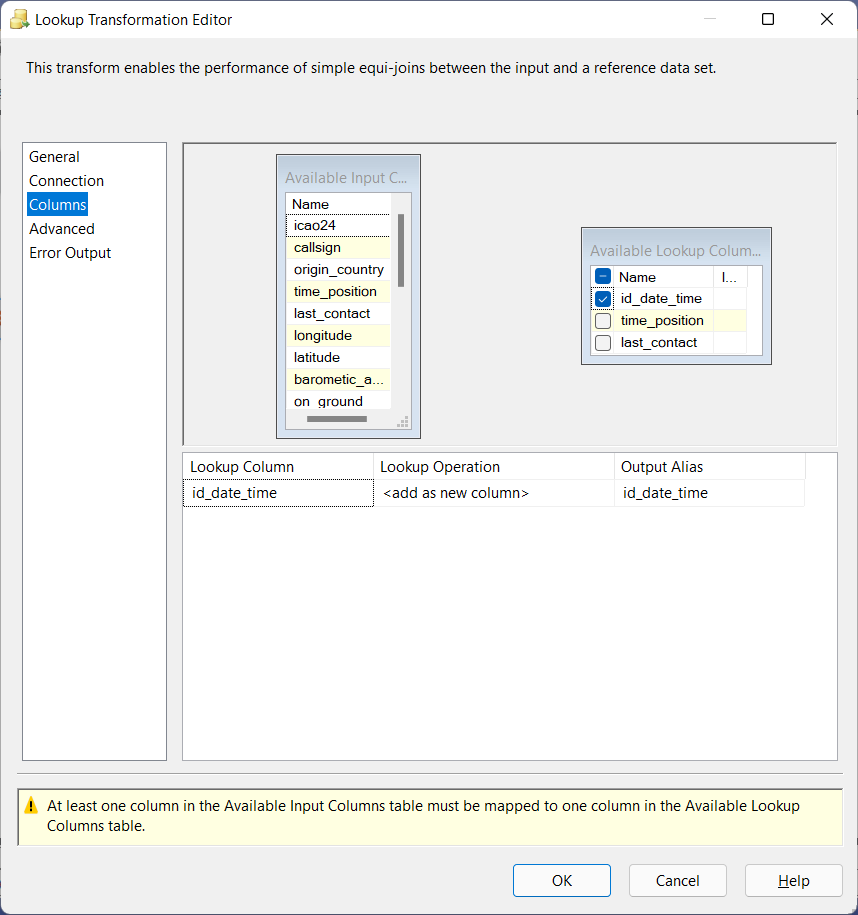 Lookup Transformation Editor
This transform enables the performance of simple equi-joins between the input and a reference data set.
General
Connection
Columns
Advanced
Error Output
Available Input C...
Name
icao24
callsign
origin_country
time_position
last_contact
longitude
latitude
barometic_a...
on_ground
Available Lookup Colum...
Name I...
id_date_time
time_position
last_contact
Lookup Column Lookup Operation Output Alias
id_date_time <add as new column> id_date_time
At least one column in the Available Input Columns table must be mapped to one column in the Available Lookup
Columns table.
OK Cancel Help